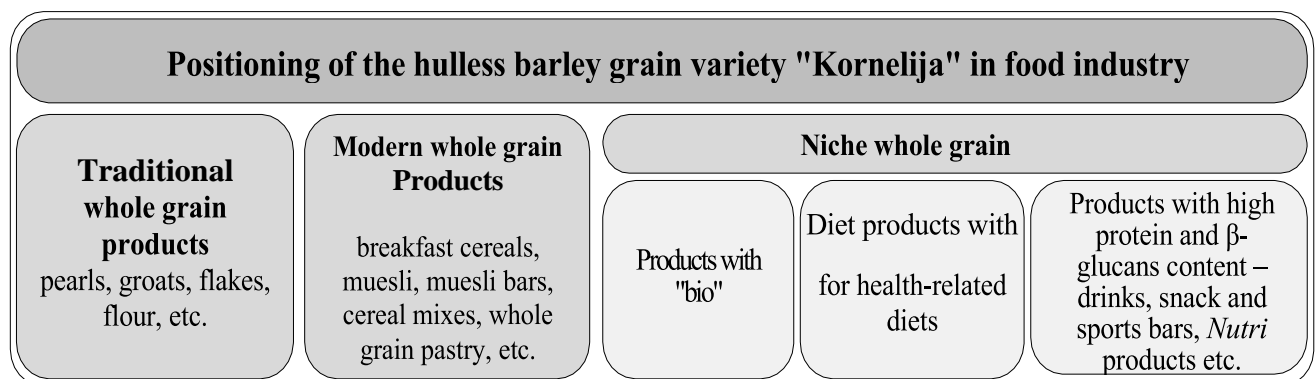 Positioning of the hulless barley grain variety "Kornelija" in food industry
Traditional
whole grain
products
pearls, groats, flakes,
flour, etc.
Modern whole grain
Products
breakfast cereals,
muesli, muesli bars,
cereal mixes, whole
grain pastry, etc.
Niche whole grain
Products with
"bio"
Diet products with
for health-related
diets
Products with high
protein and β-
glucans content –
drinks, snack and
sports bars, Nutri
products etc.